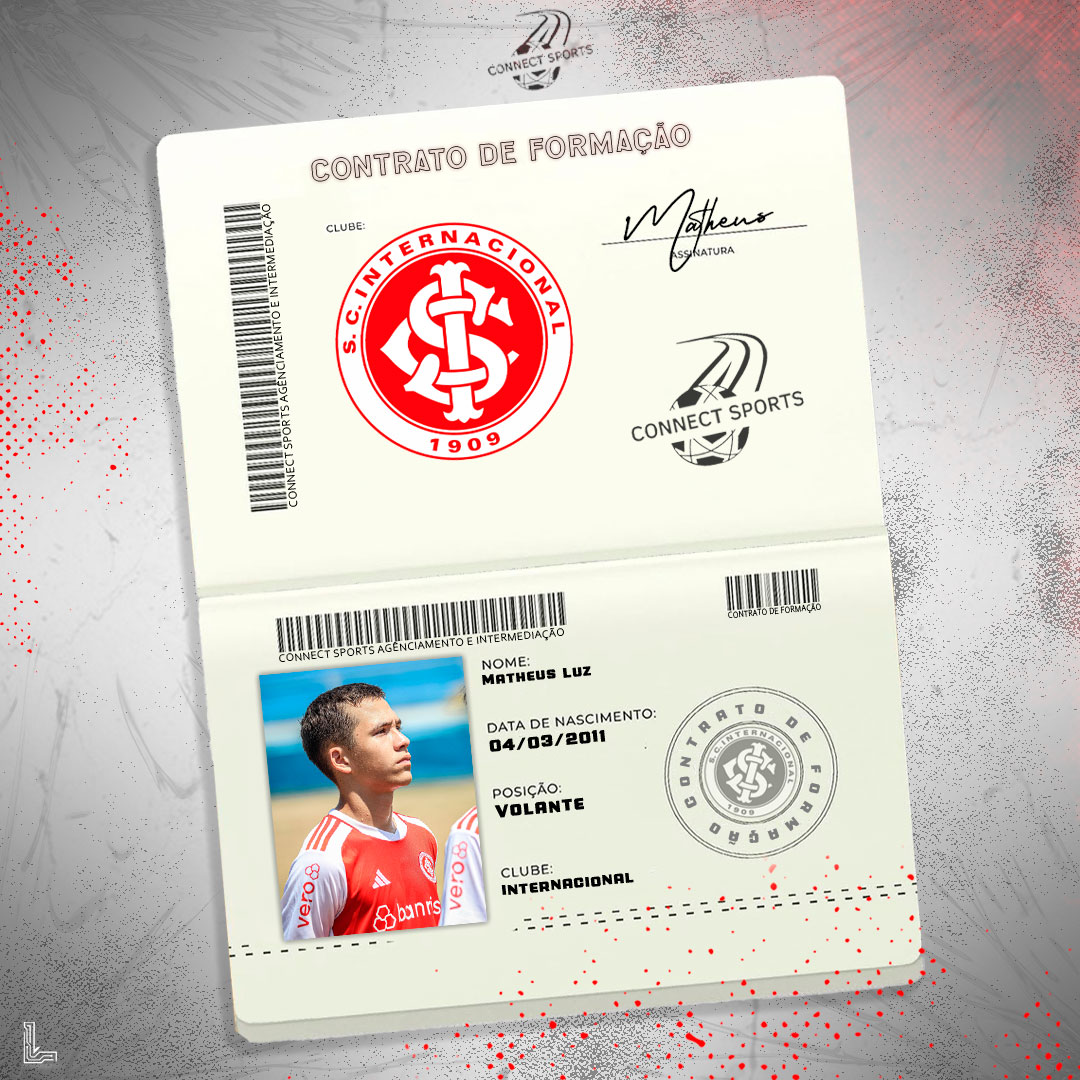 CONNECT SPORTS
CONTRATO DE FORMAÇÃO
CONNECT SPORTS AGÊNCIAMENTO E INTERMEDIAÇÃO
CLUBE:
S.C. INTERNACIONAL
1909
Matheus
ASSINATURA
CONNECT SPORTS
CONNECT SPORTS AGÊNCIAMENTO E INTERMEDIAÇÃO
CONTRATO DE FORMAÇÃO
NOME:
MATHEUS LUZ
DATA DE NASCIMENTO:
04/03/2011
POSIÇÃO:
VOLANTE
CLUBE:
INTERNACIONAL
CONTRATO DE FORMAÇÃO
S.C. INTERNACIONAL
1909
vero
banris
vero
L